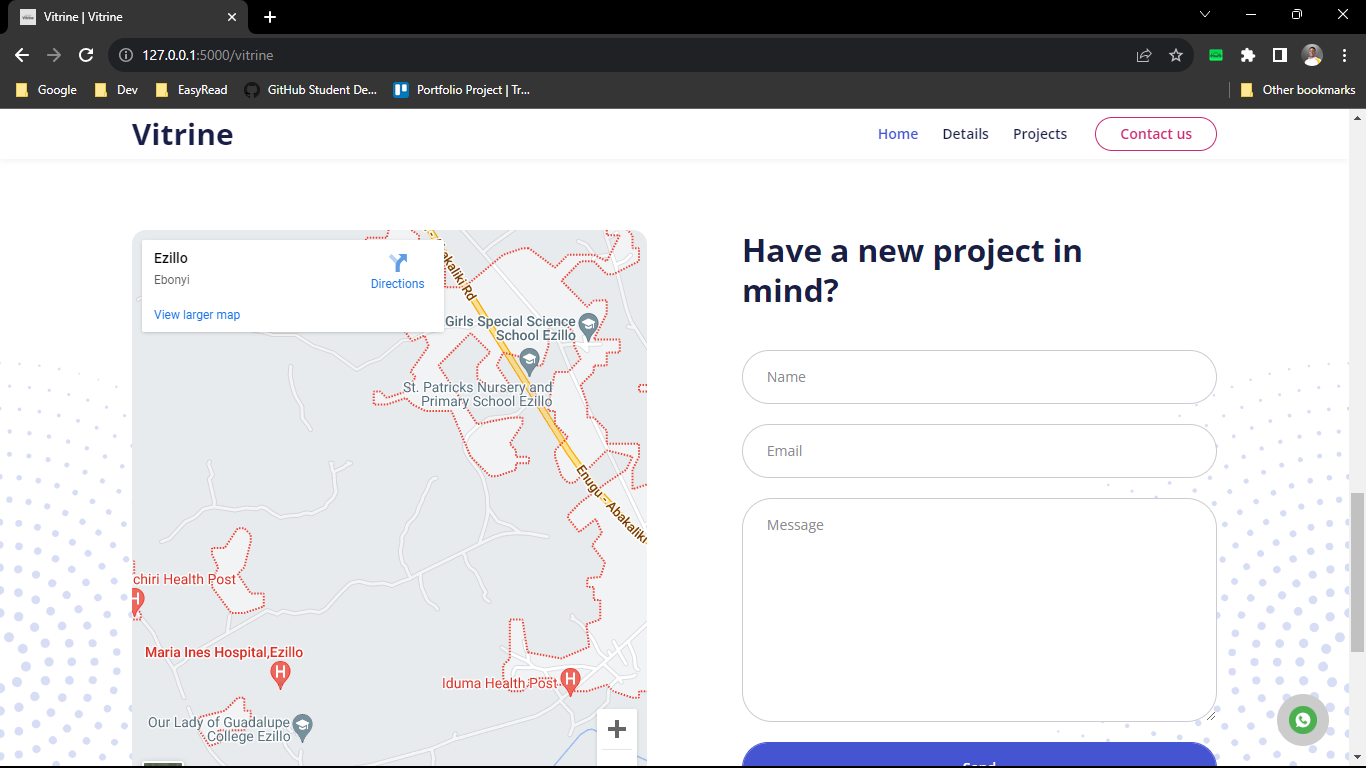 Vitrine | Vitrine
127.0.0.1:5000/vitrine
Google
Dev
EasyRead
GitHub Student De...
Portfolio Project | Tr...
Other bookmarks
Vitrine
Home
Details
Projects
Contact us
Ezillo
Ebonyi
Directions
View larger map
Abakaliki Rd
Girls Special Science
School Ezillo
St. Patricks Nursery and
Primary School Ezillo
Enugu - Abakaliki
chiri Health Post
Maria Ines Hospital,Ezillo
Iduma Health Post
Our Lady of Guadalupe
College Ezillo
Have a new project in
mind?
Name
Email
Message
Send